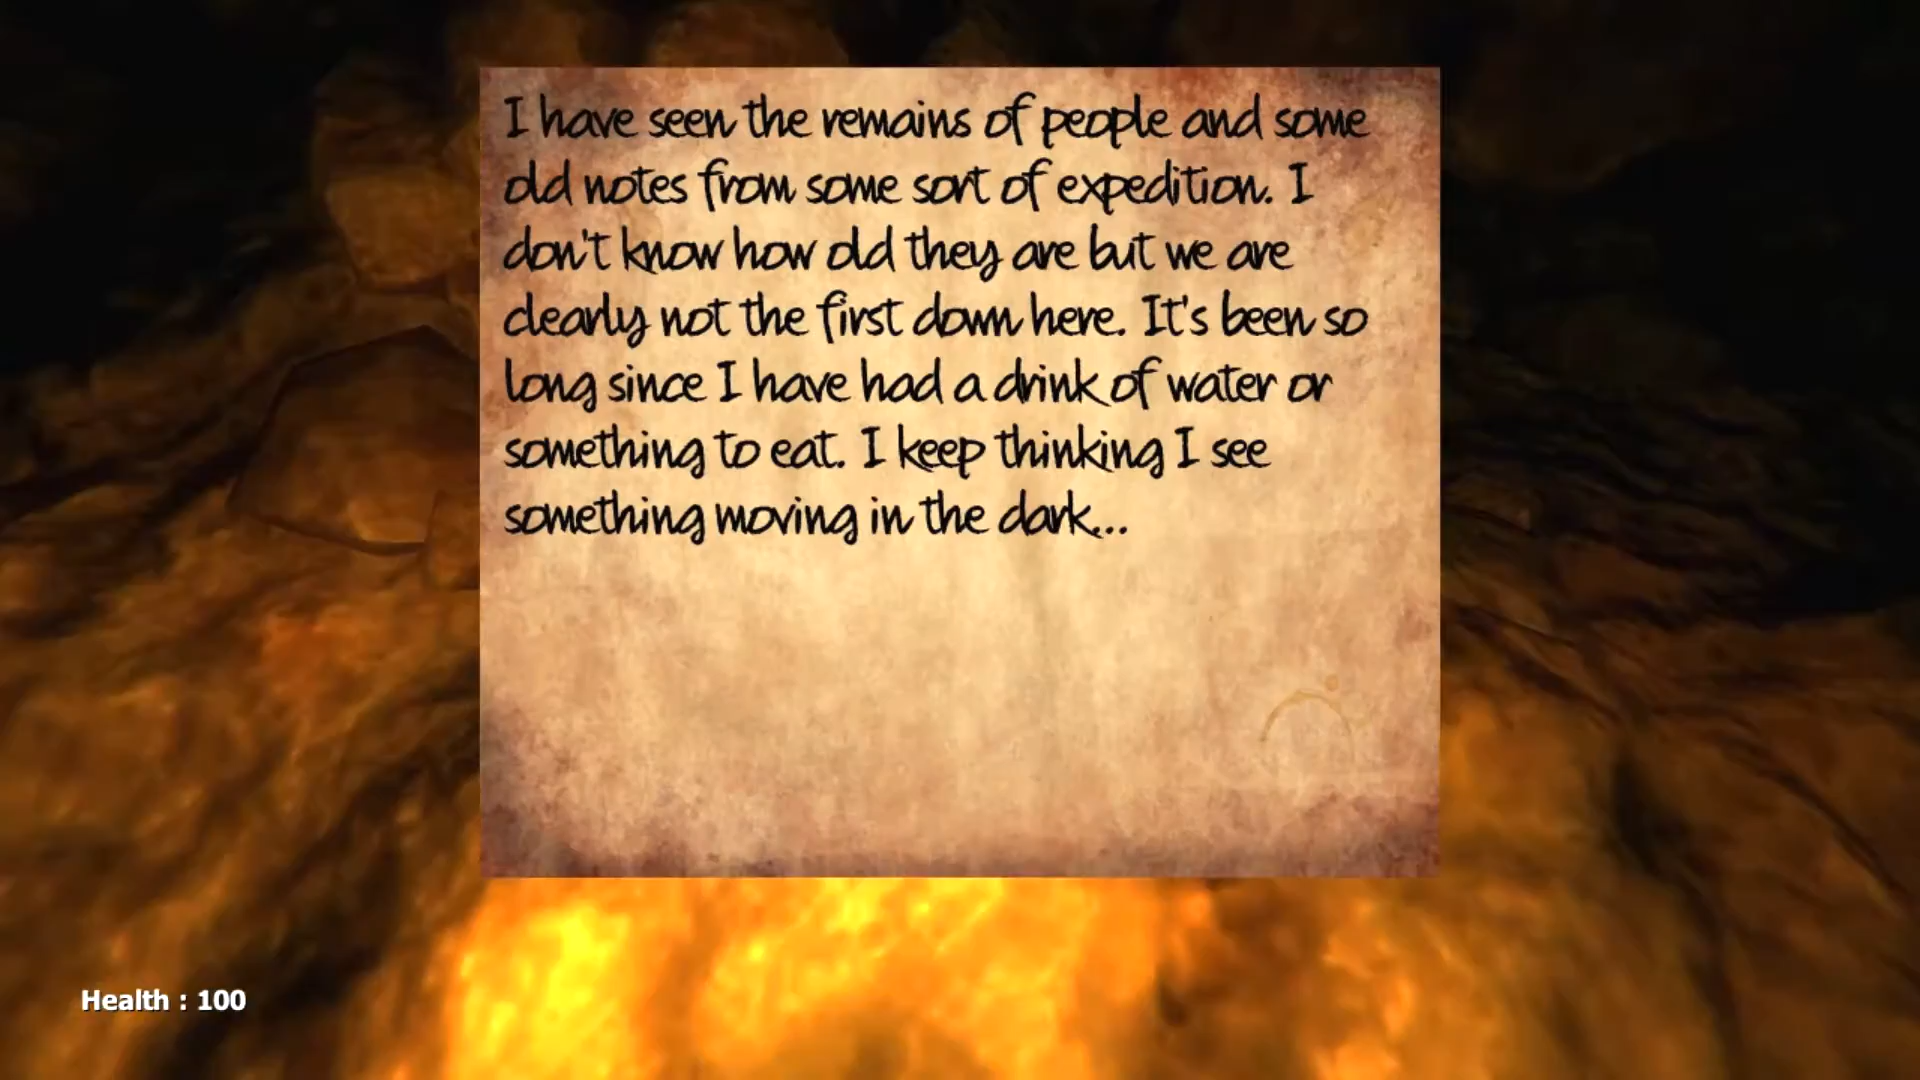 I have seen the remains of people and some
old notes from some sort of expedition. I
don't know how old they are but we are
clearly not the first down here. It's been so
long since I have had a drink of water or
something to eat. I keep thinking I see
something moving in the dark...
Health : 100